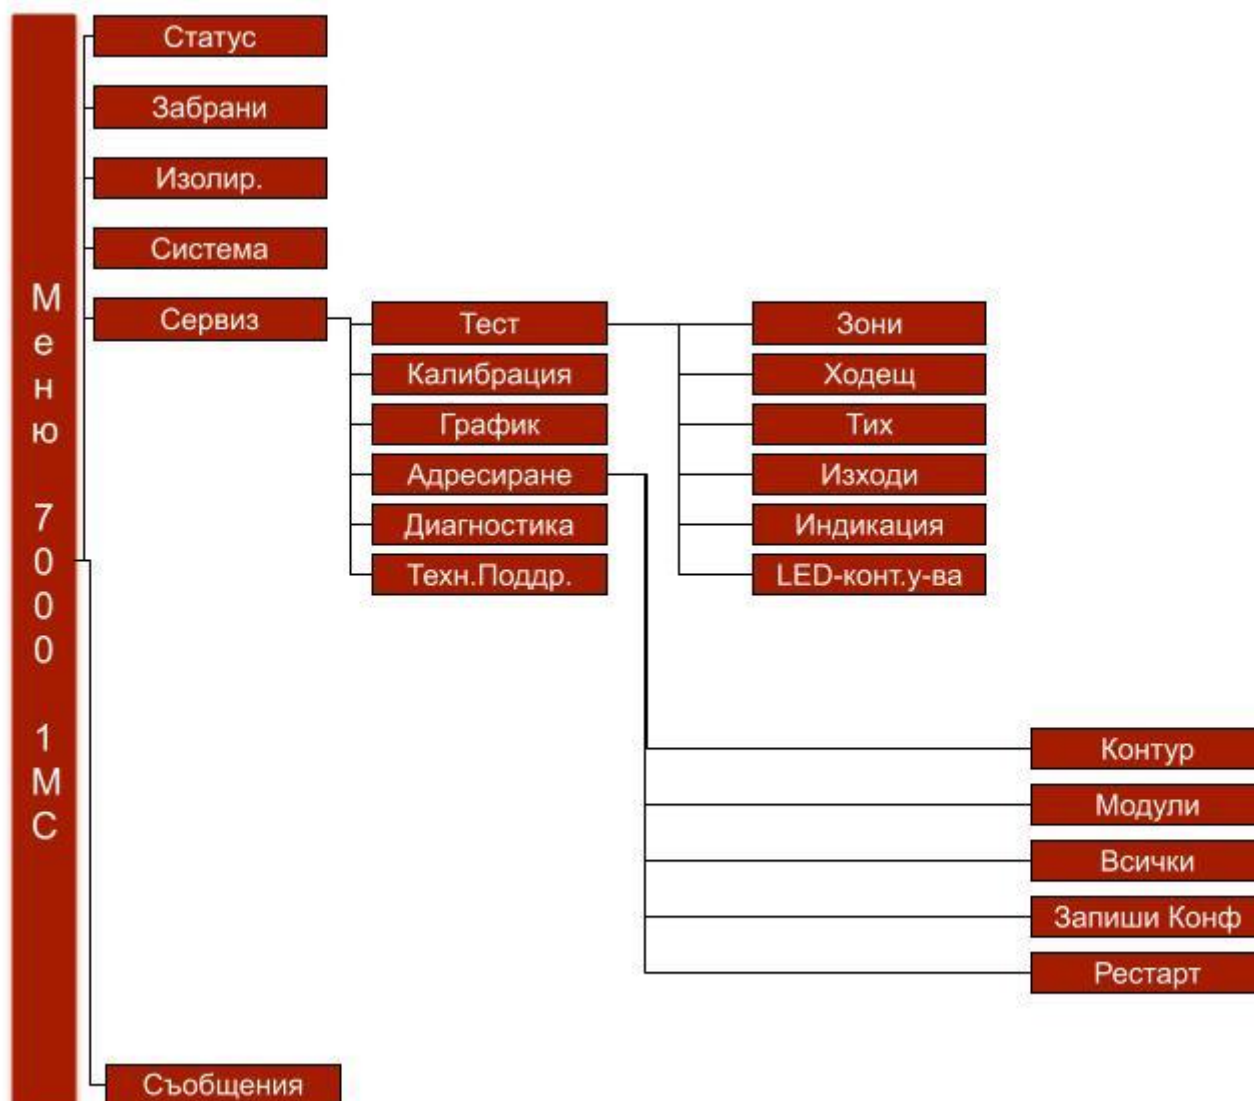 Меню 7000 1МС
Статус
Забрани
Изолир.
Система
Сервиз
Тест
Калибрация
График
Адресиране
Диагностика
Техн.Поддр.
Зони
Ходещ
Тих
Изходи
Индикация
LED-конт.у-ва
Контур
Модули
Всички
Запиши Конф
Рестарт
Съобщения